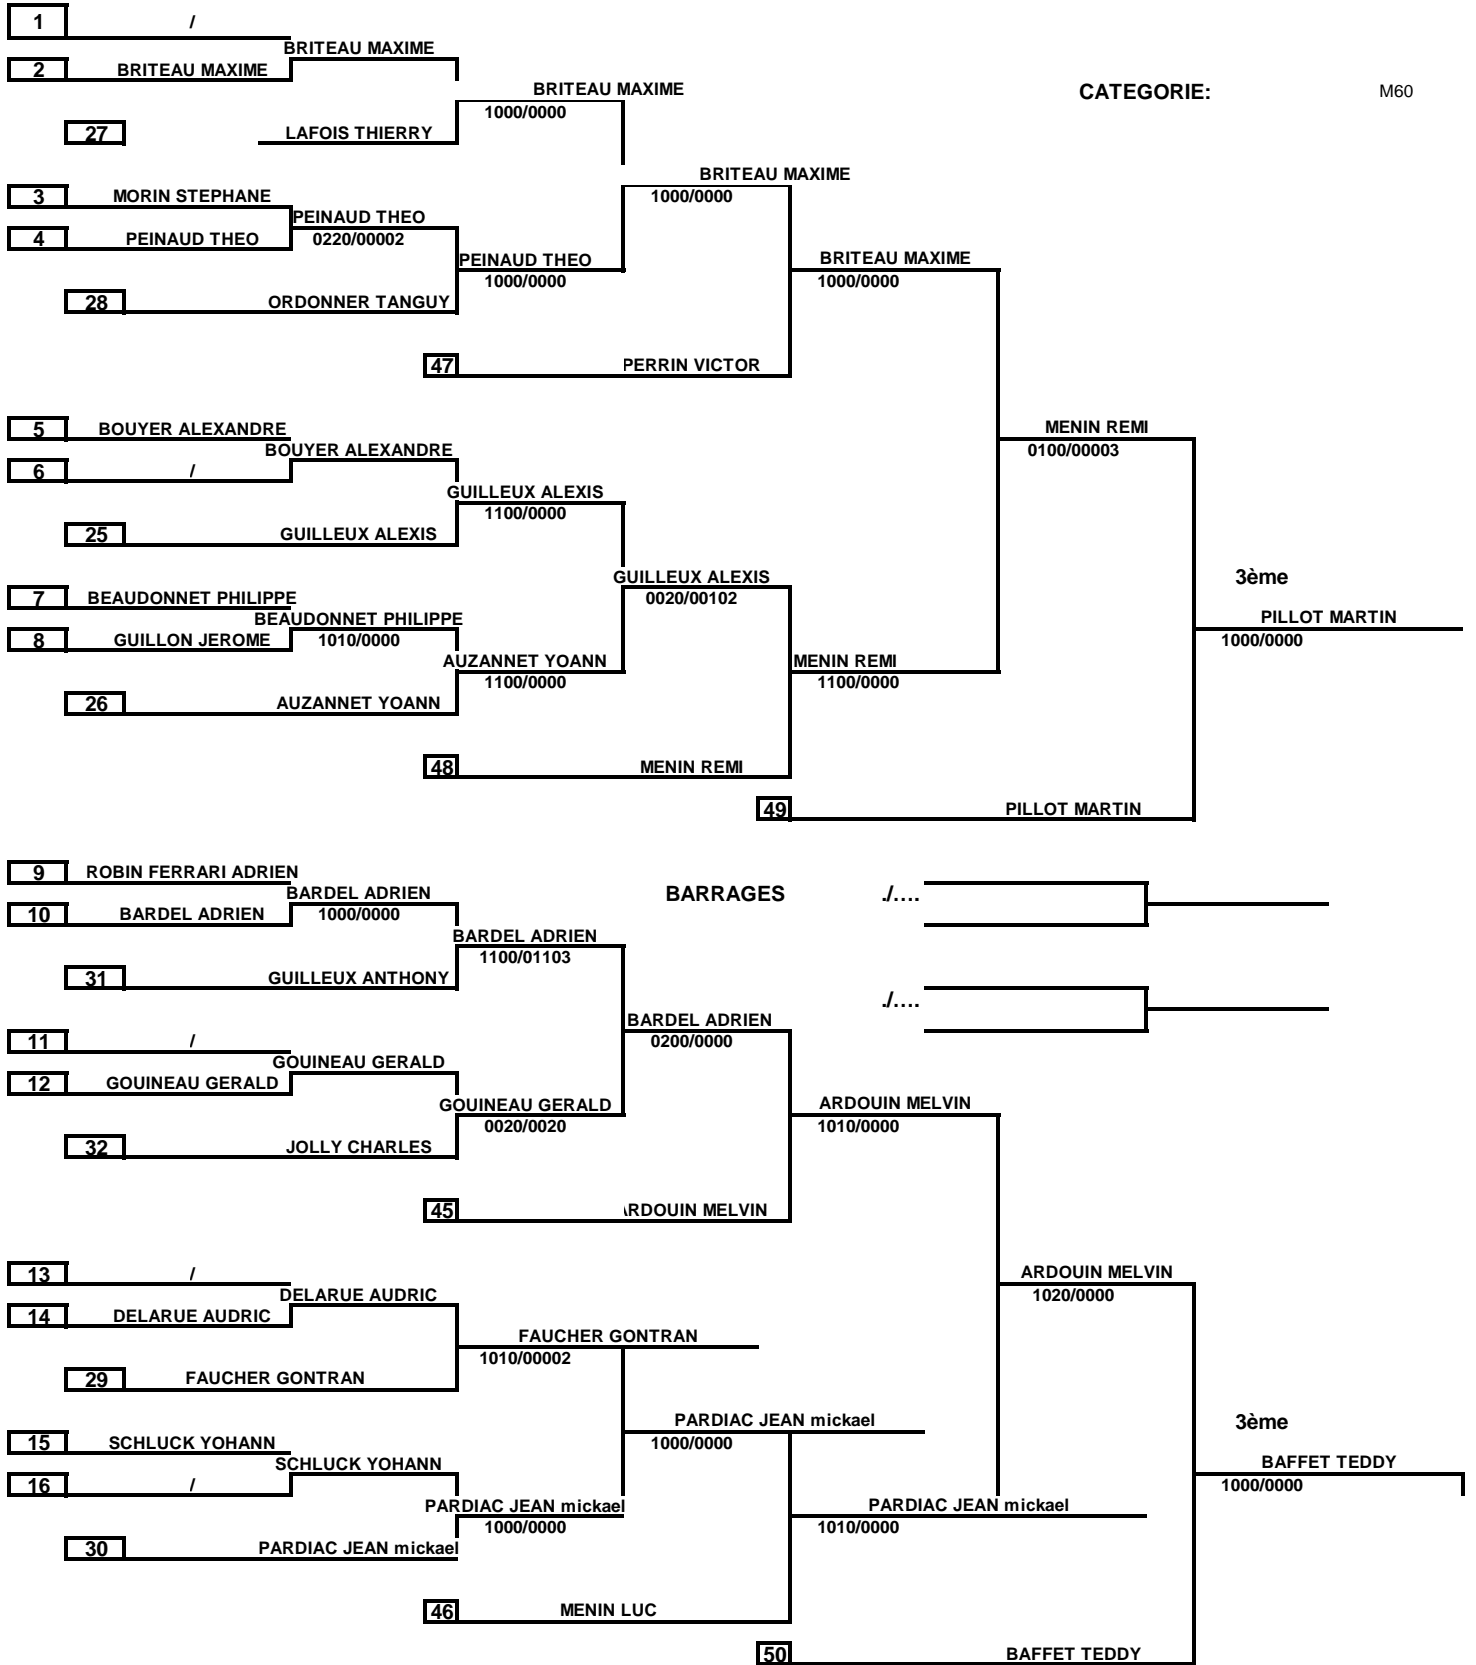 1 /
BRITEAU MAXIME
2 BRITEAU MAXIME
BRITEAU MAXIME
CATEGORIE: M60
1000/0000
27 LAFOIS THIERRY
BRITEAU MAXIME
3 MORIN STEPHANE
1000/0000
PEINAUD THEO
4 PEINAUD THEO 0220/00002
PEINAUD THEO
BRITEAU MAXIME
1000/0000
1000/0000
28 ORDONNER TANGUY
47 PERRIN VICTOR
5 BOUYER ALEXANDRE
MENIN REMI
BOUYER ALEXANDRE
0100/00003
6 /
GUILLEUX ALEXIS
1100/0000
25 GUILLEUX ALEXIS
GUILLEUX ALEXIS
3ème
7 BEAUDONNET PHILIPPE
0020/00102
BEAUDONNET PHILIPPE
PILLOT MARTIN
8 GUILLON JEROME 1010/0000
1000/0000
AUZANNET YOANN
MENIN REMI
1100/0000
1100/0000
26 AUZANNET YOANN
48 MENIN REMI
49 PILLOT MARTIN
9 ROBIN FERRARI ADRIEN
BARDEL ADRIEN
BARRAGES ./....
10 BARDEL ADRIEN 1000/0000
BARDEL ADRIEN
1100/01103
31 GUILLEUX ANTHONY
./....
BARDEL ADRIEN
11 /
0200/0000
GOUINEAU GERALD
12 GOUINEAU GERALD
GOUINEAU GERALD
ARDOUIN MELVIN
0020/0020
1010/0000
32 JOLLY CHARLES
45 ARDOUIN MELVIN
13 /
ARDOUIN MELVIN
DELARUE AUDRIC
1020/0000
14 DELARUE AUDRIC
FAUCHER GONTRAN
1010/00002
29 FAUCHER GONTRAN
PARDIAC JEAN mickael
3ème
15 SCHLUCK YOHANN
1000/0000
SCHLUCK YOHANN
BAFFET TEDDY
16 /
1000/0000
PARDIAC JEAN mickael
PARDIAC JEAN mickael
1000/0000
1010/0000
30 PARDIAC JEAN mickael
46 MENIN LUC
50 BAFFET TEDDY